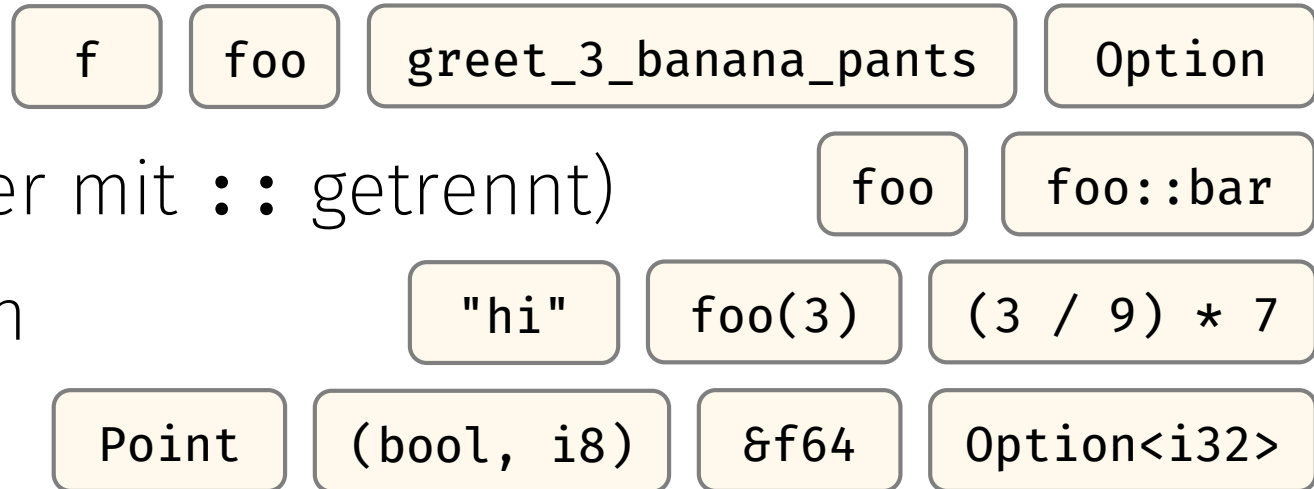 f foo greet_3_banana_pants Option
er mit :: getrennt) foo foo::bar
n "hi" foo(3) (3 / 9) * 7
Point (bool, i8) &f64 Option<i32>